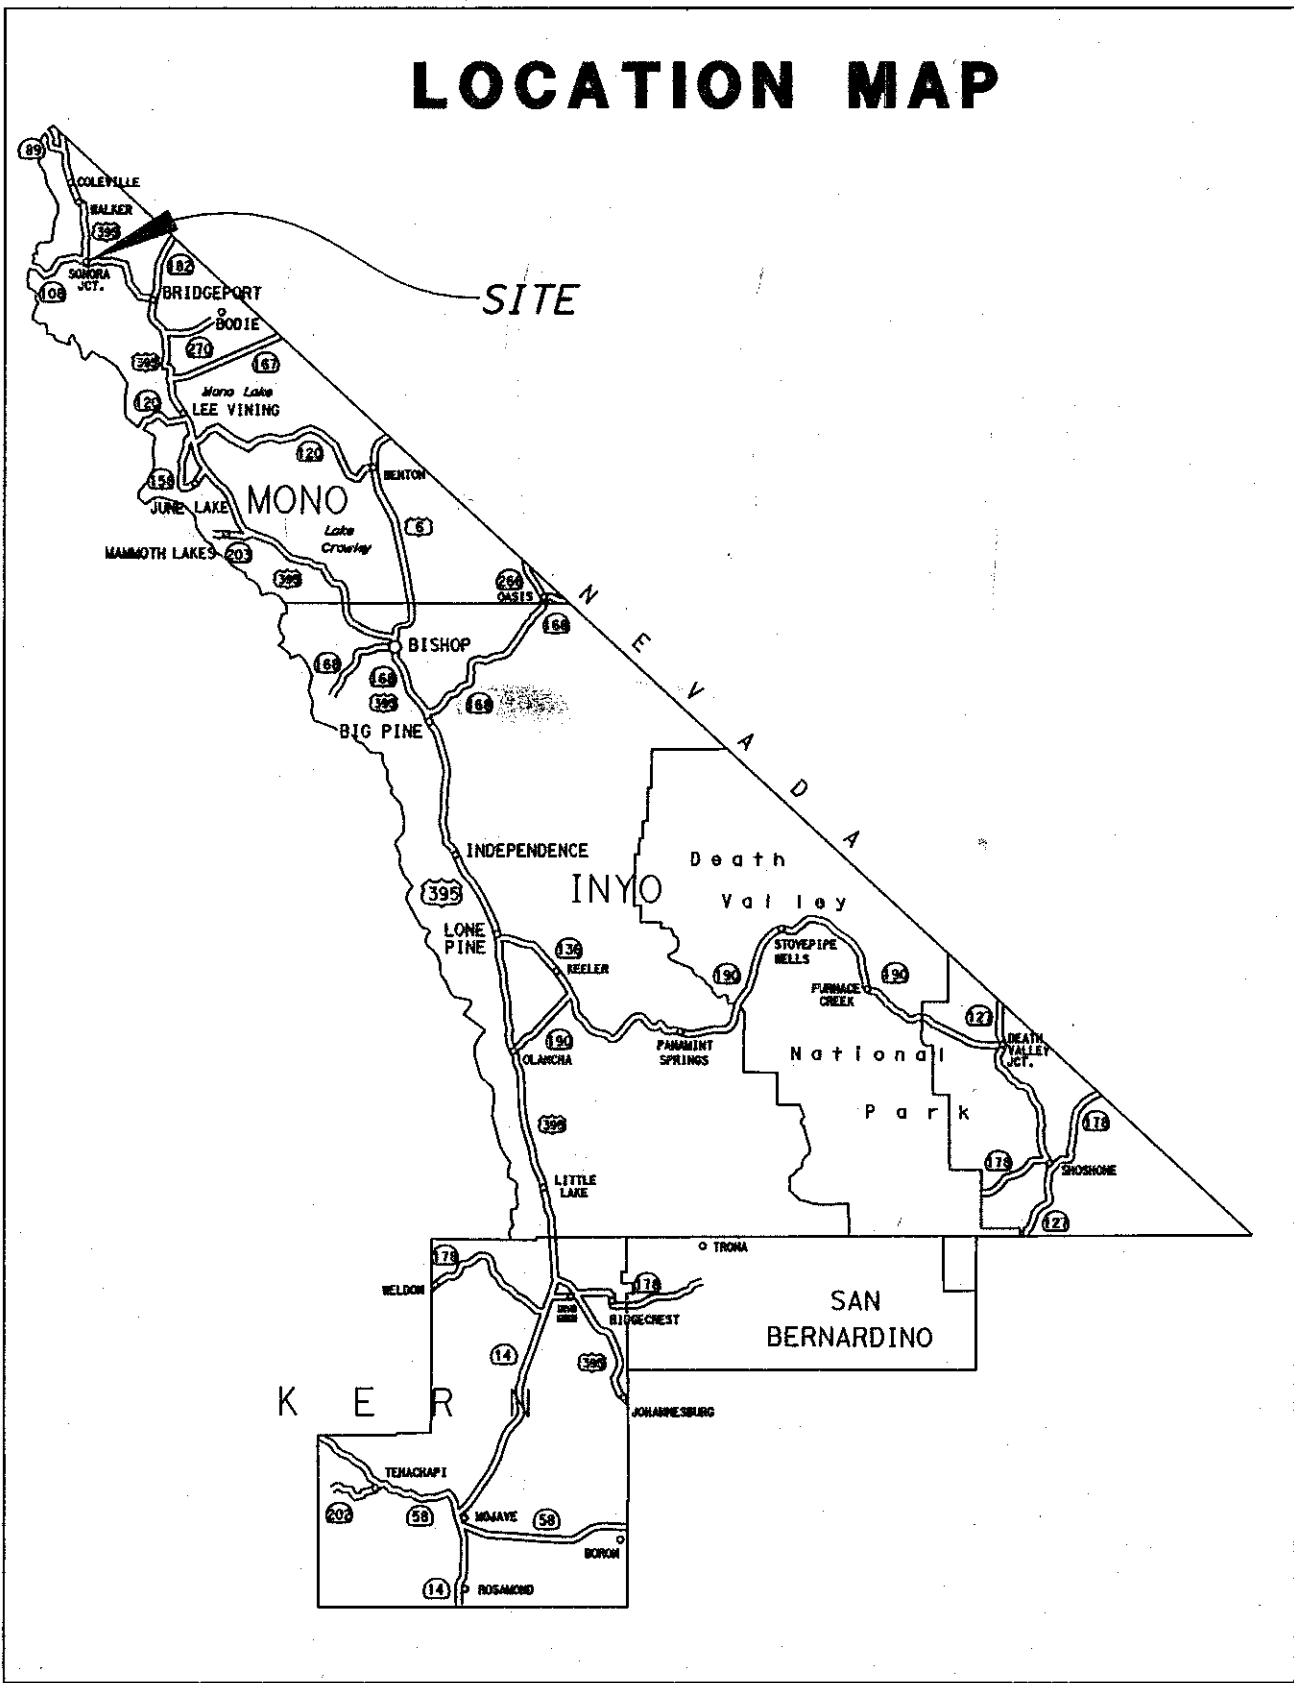 LOCATION MAP
89
COLEVILLE
WALKER
395
SONORA
JCT.
108
182
BRIDGEPORT
SITE
BODIE
270
395
167
Mono Lake
LEE VINING
120
120
BENTON
158
JUNE LAKE
MONO
Lake
Crowley
6
MAMMOTH LAKES
203
395
266
OASIS
168
N E V A D A
BISHOP
168
168
395
168
BIG PINE
INDEPENDENCE
395
INYO
Death
Valley
LONE
PINE
136
KEELER
STOVEPIPE
WELLS
190
190
FURNACE
CREEK
127
DEATH
VALLEY
JCT.
190
OLANCHA
PANAMINT
SPRINGS
National
Park
395
178
178
SHOSHONE
LITTLE
LAKE
127
TRONA
178
WELDON
178
RIDGECREST
SAN
BERNARDINO
14
395
K E R N
JOHANNESBURG
TEHACHAPI
202
58
MOJAVE
58
BORON
14
ROSAMOND